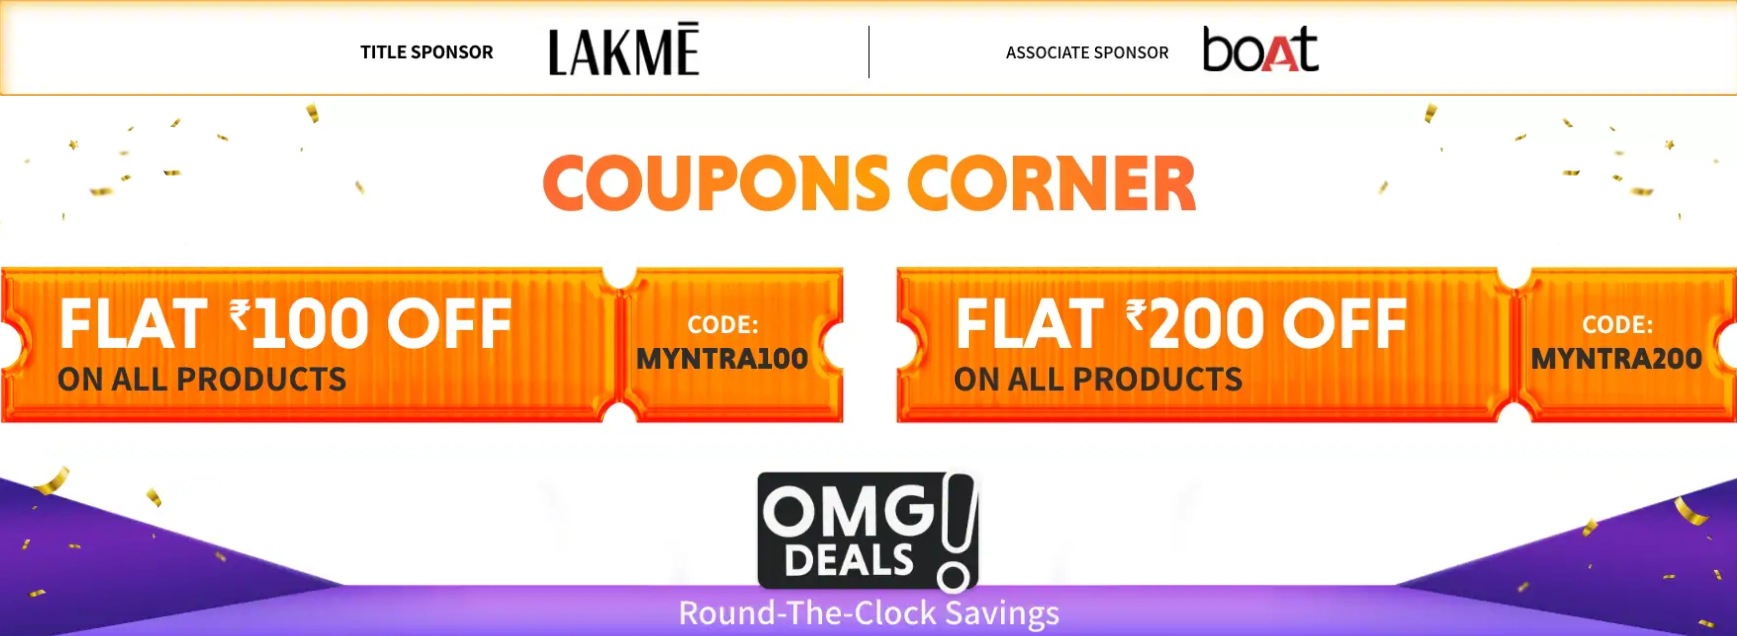 TITLE SPONSOR LAKMĒ ASSOCIATE SPONSOR boAt
COUPONS CORNER
FLAT ₹100 OFF
ON ALL PRODUCTS
CODE:
MYNTRA100
FLAT ₹200 OFF
ON ALL PRODUCTS
CODE:
MYNTRA200
OMG!
DEALS
Round-The-Clock Savings